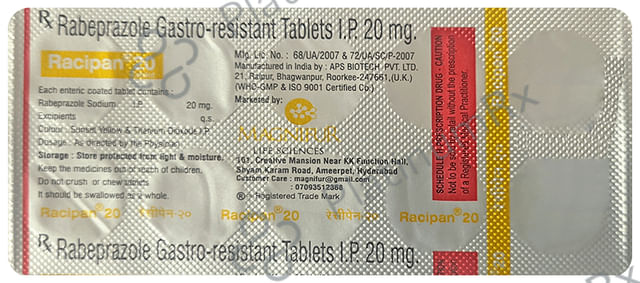 ℞ Rabeprazole Gastro-resistant Tablets I.P. 20 mg.
Racipan® 20
Each enteric coated tablet contains :
Rabeprazole Sodium I.P. 20 mg.
Excipients q.s.
Colour : Sunset Yellow & Titanium Dioxide I.P.
Dosage : As directed by the Physician
Storage : Store protected from light & moisture.
Keep the medicines out of reach of children.
Do not crush or chew tablets
It should be swallowed as a whole.
Mfg. Lic. No. : 68/UA/2007 & 72/UA/SC/P-2007
Manufactured in India by : APS BIOTECH PVT. LTD.
21, Raipur, Bhagwanpur, Roorkee-247661,(U.K.)
(WHO-GMP & ISO 9001 Certified Co.)
Marketed by:
MAGNIFUR
LIFE SCIENCES
101, Creative Mansion Near KK Function Hall,
Shyam Karam Road, Ameerpet, Hyderabad
Customer Care : magnifur@gmail.com
: 07093512388
® - Registered Trade Mark
SCHEDULE H PRESCRIPTION DRUG - CAUTION
Not to be sold by retail without the prescription
of a Registered Medical Practitioner.
Racipan® 20 रेसीपेन-२० Racipan® 20 रेसीपेन-२० Racipan® 20
℞ Rabeprazole Gastro-resistant Tablets I.P. 20 mg.